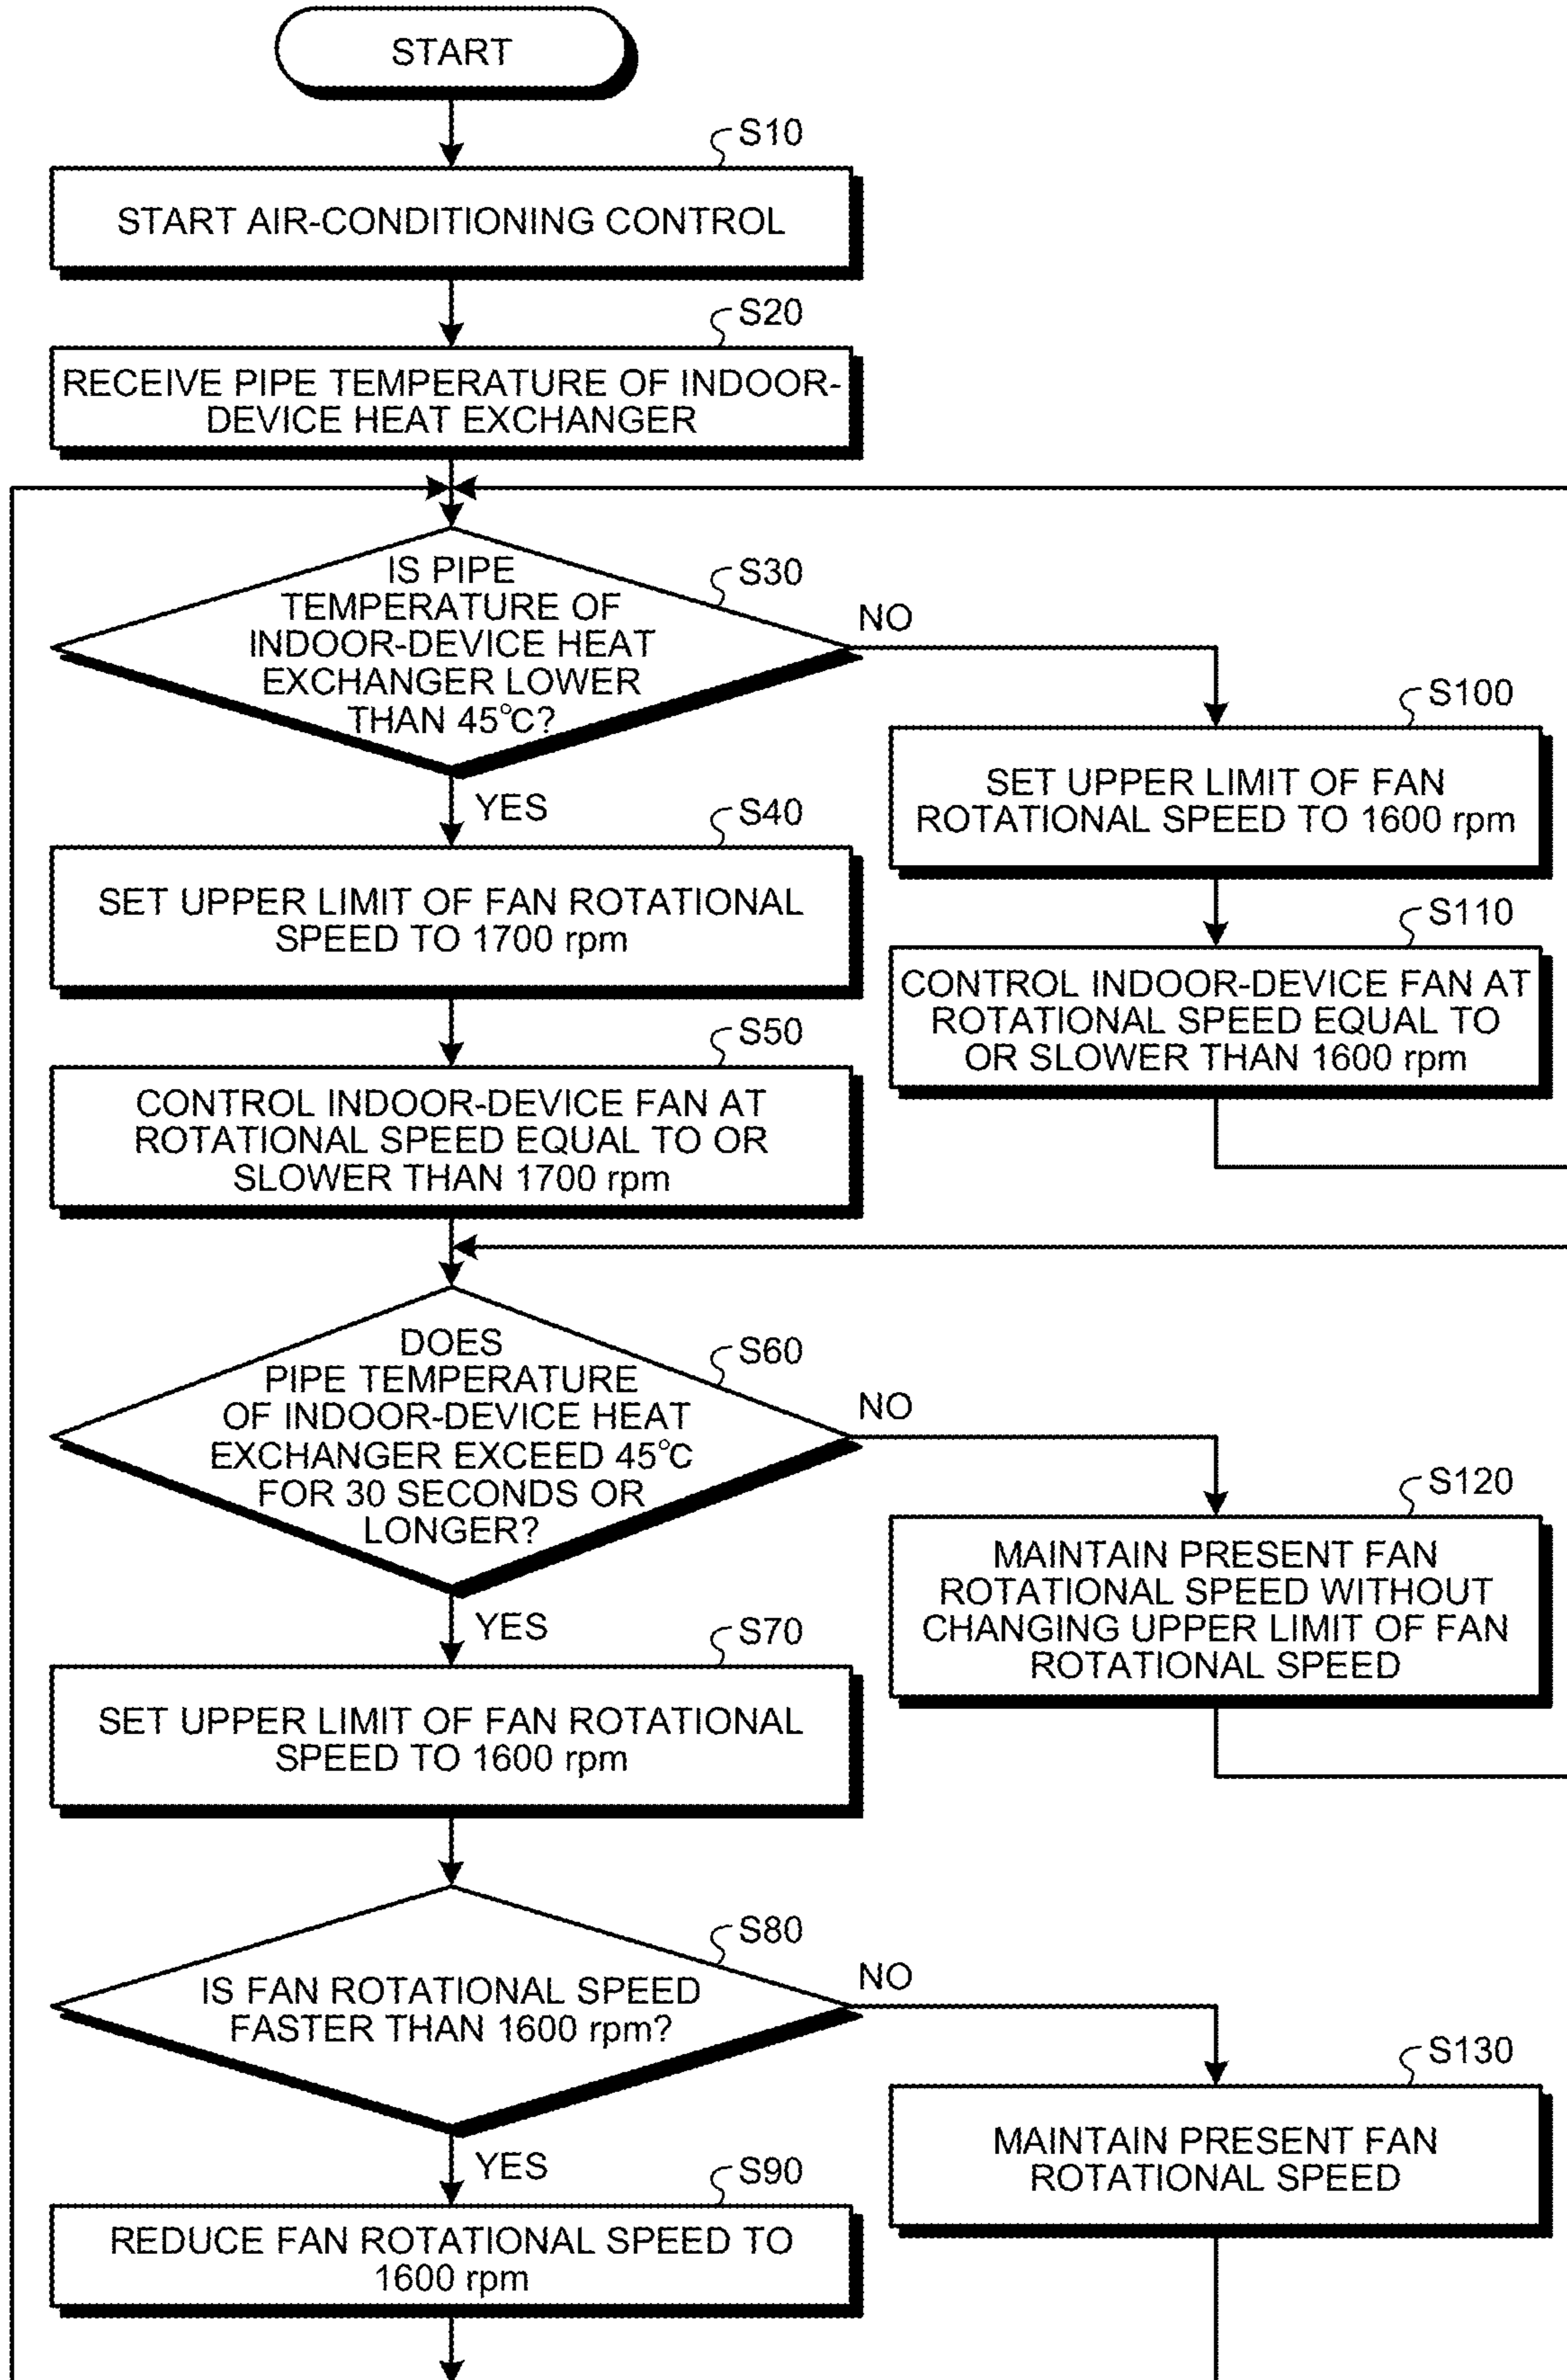 START
S10
START AIR-CONDITIONING CONTROL
S20
RECEIVE PIPE TEMPERATURE OF INDOOR-
DEVICE HEAT EXCHANGER
S30
IS PIPE
TEMPERATURE OF
INDOOR-DEVICE HEAT
EXCHANGER LOWER
THAN 45°C?
NO
YES
S100
SET UPPER LIMIT OF FAN
ROTATIONAL SPEED TO 1600 rpm
S40
SET UPPER LIMIT OF FAN ROTATIONAL
SPEED TO 1700 rpm
S110
CONTROL INDOOR-DEVICE FAN AT
ROTATIONAL SPEED EQUAL TO
OR SLOWER THAN 1600 rpm
S50
CONTROL INDOOR-DEVICE FAN AT
ROTATIONAL SPEED EQUAL TO OR
SLOWER THAN 1700 rpm
S60
DOES
PIPE TEMPERATURE
OF INDOOR-DEVICE HEAT
EXCHANGER EXCEED 45°C
FOR 30 SECONDS OR
LONGER?
NO
YES
S120
MAINTAIN PRESENT FAN
ROTATIONAL SPEED WITHOUT
CHANGING UPPER LIMIT OF FAN
ROTATIONAL SPEED
S70
SET UPPER LIMIT OF FAN ROTATIONAL
SPEED TO 1600 rpm
S80
IS FAN ROTATIONAL SPEED
FASTER THAN 1600 rpm?
NO
YES
S130
MAINTAIN PRESENT FAN
ROTATIONAL SPEED
S90
REDUCE FAN ROTATIONAL SPEED TO
1600 rpm